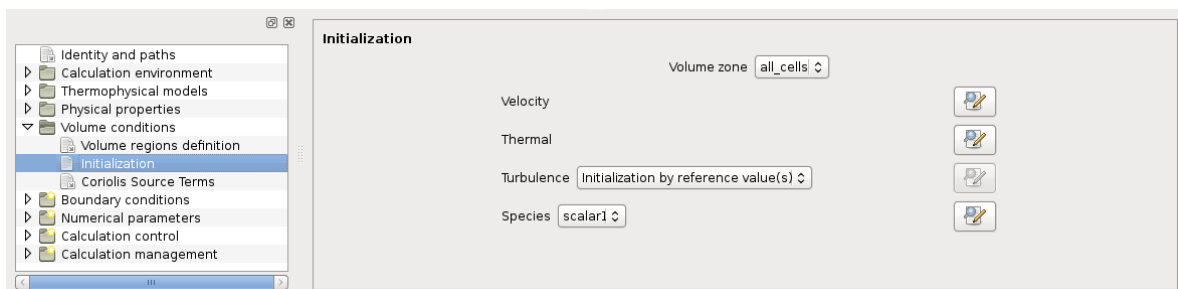 Identity and paths
Calculation environment
Thermophysical models
Physical properties
Volume conditions
Volume regions definition
Initialization
Coriolis Source Terms
Boundary conditions
Numerical parameters
Calculation control
Calculation management
Initialization
Volume zone all_cells
Velocity
Thermal
Turbulence Initialization by reference value(s)
Species scalar1